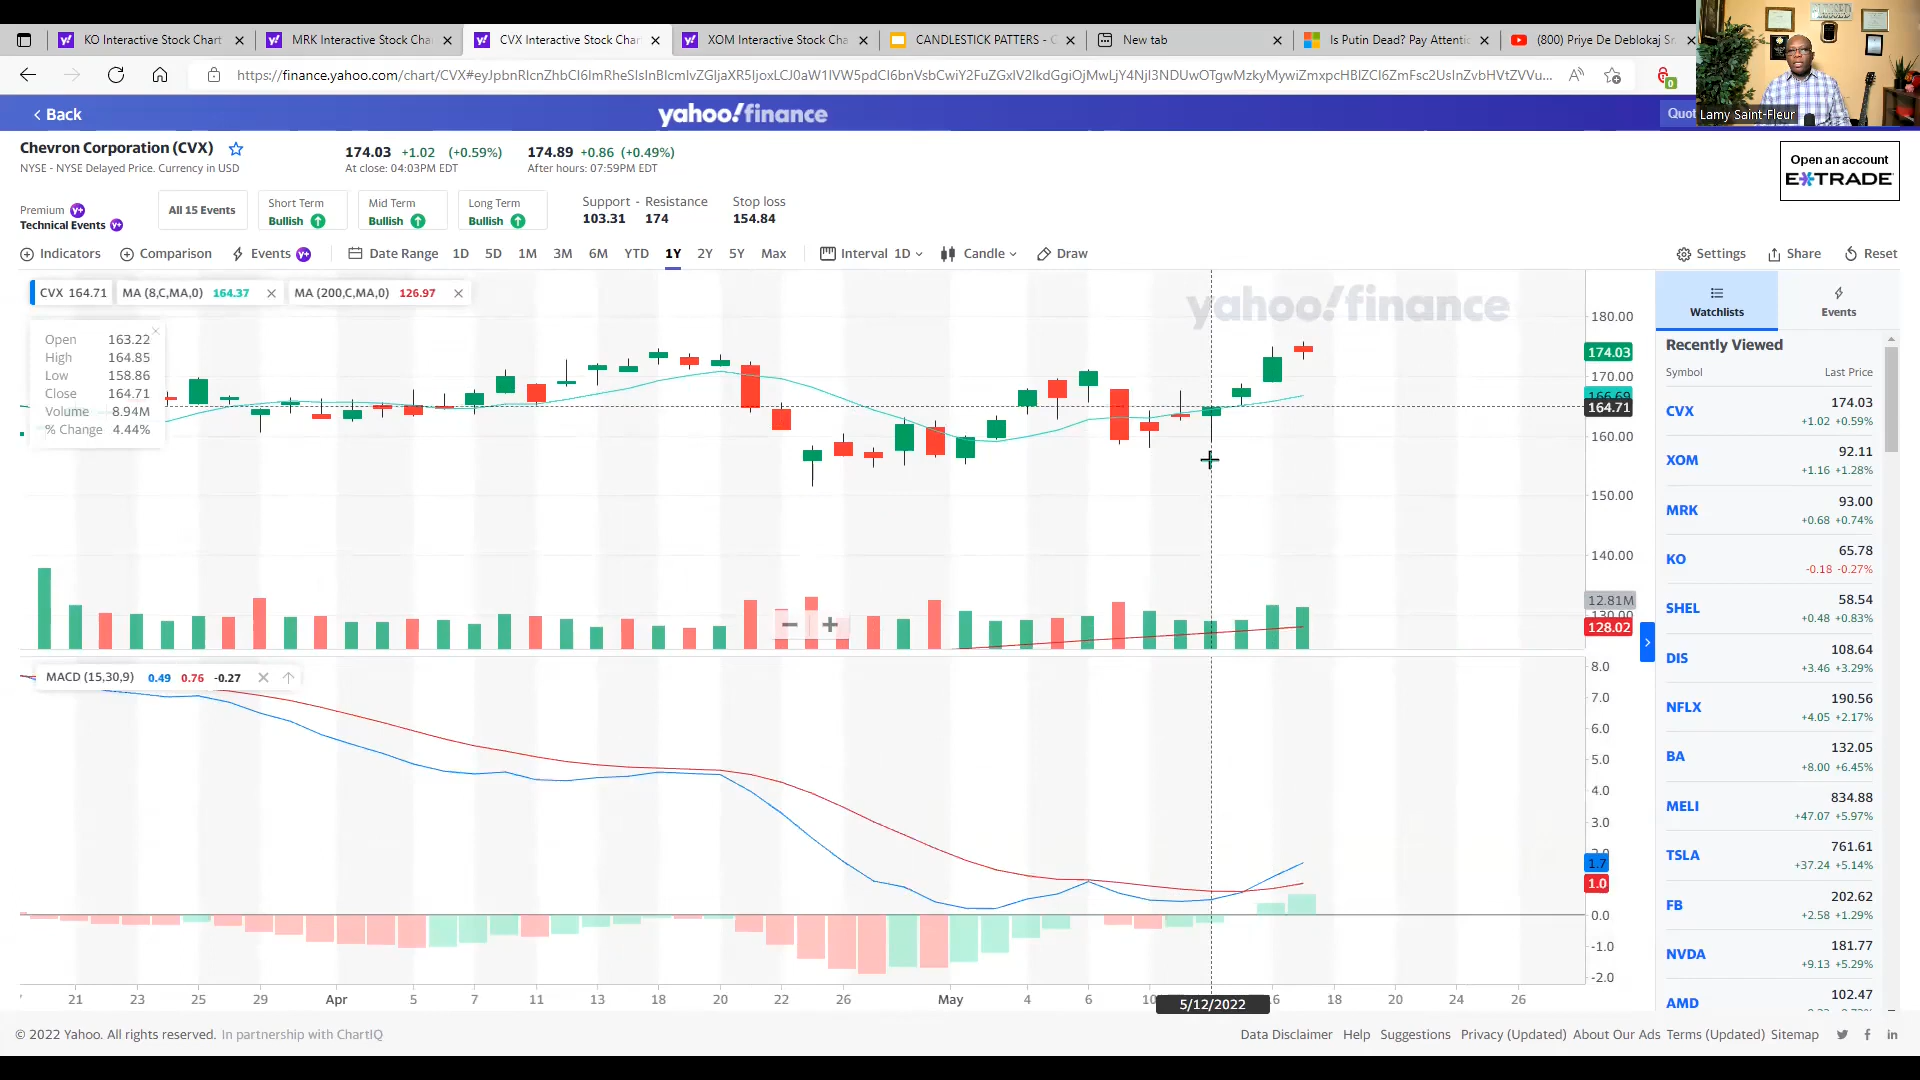 KO Interactive Stock Chart
MRK Interactive Stock Cha
CVX Interactive Stock Char
XOM Interactive Stock Cha
CANDLESTICK PATTERS - G
New tab
Is Putin Dead? Pay Attentic
(800) Priye De Deblokaj Sr.
Lamy Saint-Fleur
Back
yahoo!finance
Quot
Chevron Corporation (CVX)
NYSE - NYSE Delayed Price. Currency in USD
174.03 +1.02 (+0.59%)
At close: 04:03PM EDT
174.89 +0.86 (+0.49%)
After hours: 07:59PM EDT
Open an account
E*TRADE
Premium Y+
Technical Events Y+
All 15 Events
Short Term
Bullish
Mid Term
Bullish
Long Term
Bullish
Support - Resistance
103.31 174
Stop loss
154.84
Indicators
Comparison
Events Y+
Date Range
1D 5D 1M 3M 6M YTD 1Y 2Y 5Y Max
Interval 1D
Candle
Draw
Settings
Share
Reset
CVX 164.71
MA (8,C,MA,0) 164.37
MA (200,C,MA,0) 126.97
Open 163.22
High 164.85
Low 158.86
Close 164.71
Volume 8.94M
% Change 4.44%
yahoo!finance
180.00
174.03
170.00
164.71
160.00
150.00
140.00
12.81M
128.02
MACD (15,30,9) 0.49 0.76 -0.27
8.0
7.0
6.0
5.0
4.0
3.0
1.7
1.0
0.0
-1.0
-2.0
21 23 25 29 Apr 5 7 11 13 18 20 22 26 May 4 6 10 5/12/2022 16 18 20 24 26
Watchlists
Events
Recently Viewed
Symbol Last Price
CVX 174.03
+1.02 +0.59%
XOM 92.11
+1.16 +1.28%
MRK 93.00
+0.68 +0.74%
KO 65.78
-0.18 -0.27%
SHEL 58.54
+0.48 +0.83%
DIS 108.64
+3.46 +3.29%
NFLX 190.56
+4.05 +2.17%
BA 132.05
+8.00 +6.45%
MELI 834.88
+47.07 +5.97%
TSLA 761.61
+37.24 +5.14%
FB 202.62
+2.58 +1.29%
NVDA 181.77
+9.13 +5.29%
AMD 102.47
© 2022 Yahoo. All rights reserved. In partnership with ChartIQ
Data Disclaimer Help Suggestions Privacy (Updated) About Our Ads Terms (Updated) Sitemap